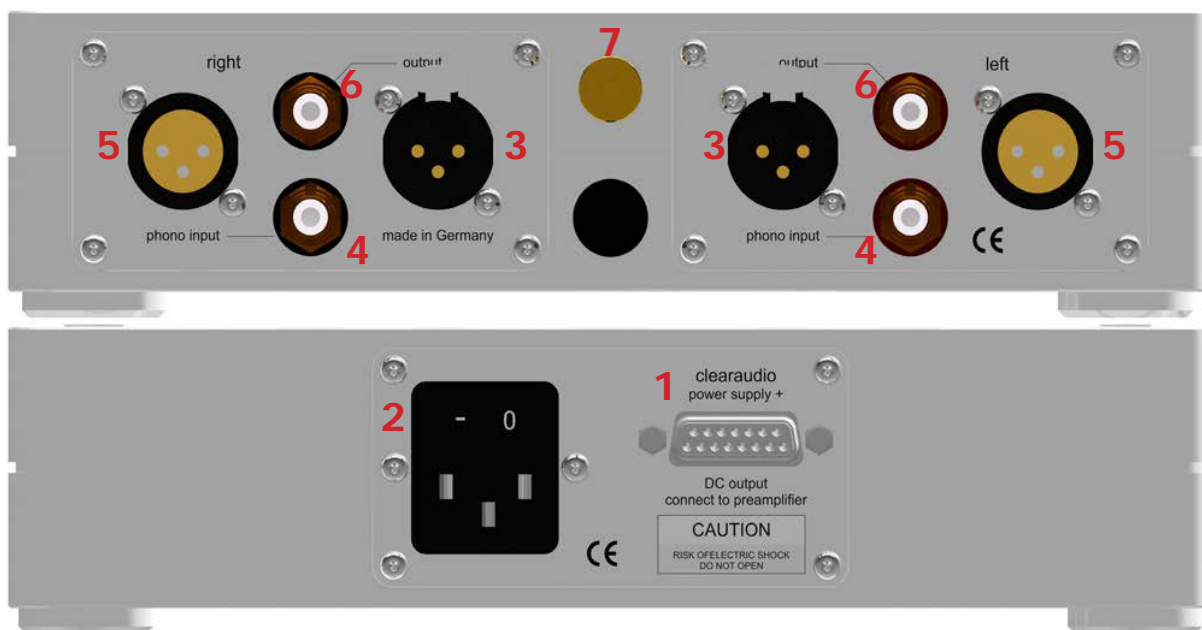 7
right
output
output
left
6
6
5
3
3
5
phono input
4
made in Germany
phono input
4
CE
1
clearaudio
power supply +
2
- 0
DC output
connect to preamplifier
CAUTION
CE
RISK OFELECTRIC SHOCK
DO NOT OPEN